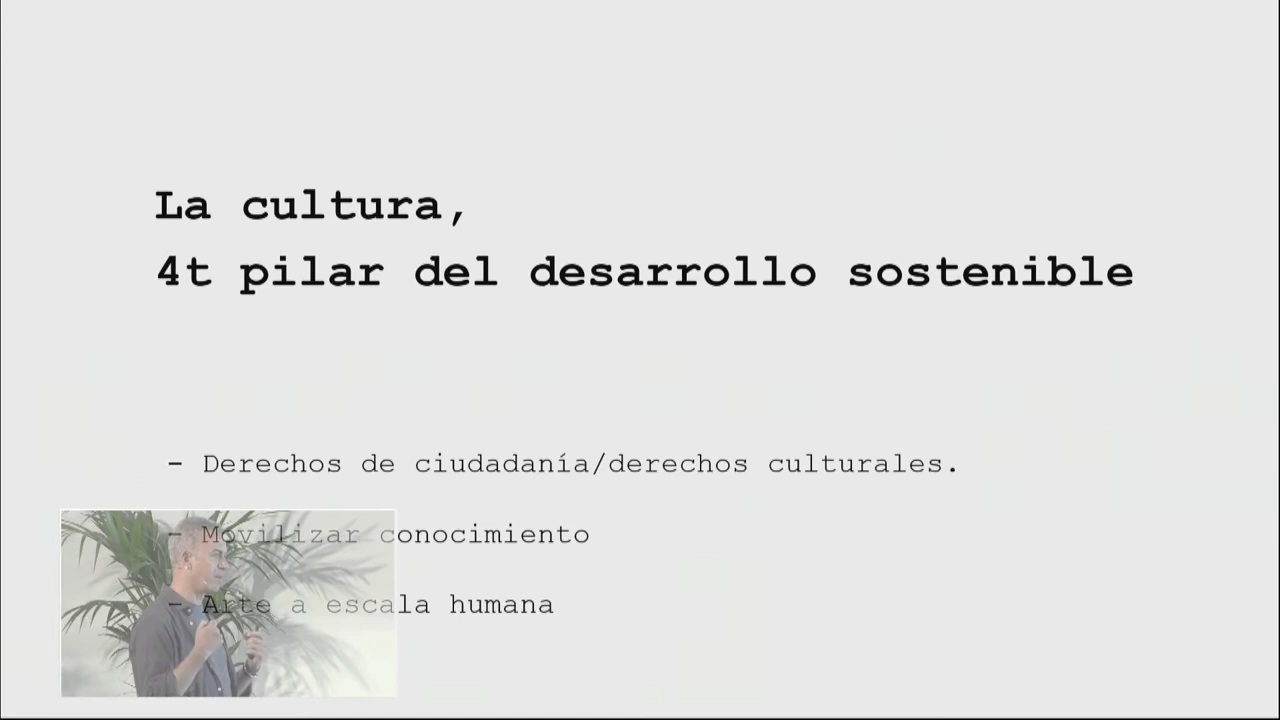 La cultura,
4t pilar del desarrollo sostenible
- Derechos de ciudadanía/derechos culturales.
- Movilizar conocimiento
- Arte a escala humana